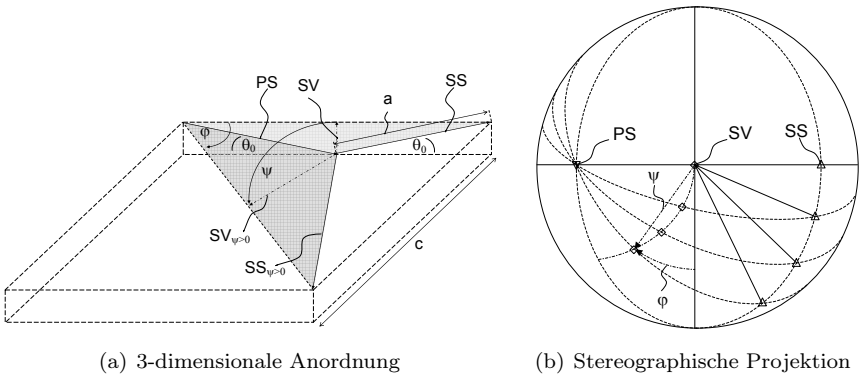 PS
SV
a
SS
φ
θ₀
θ₀
ψ
SVψ>0
SSψ>0
c
PS
SV
SS
ψ
φ
(a) 3-dimensionale Anordnung
(b) Stereographische Projektion